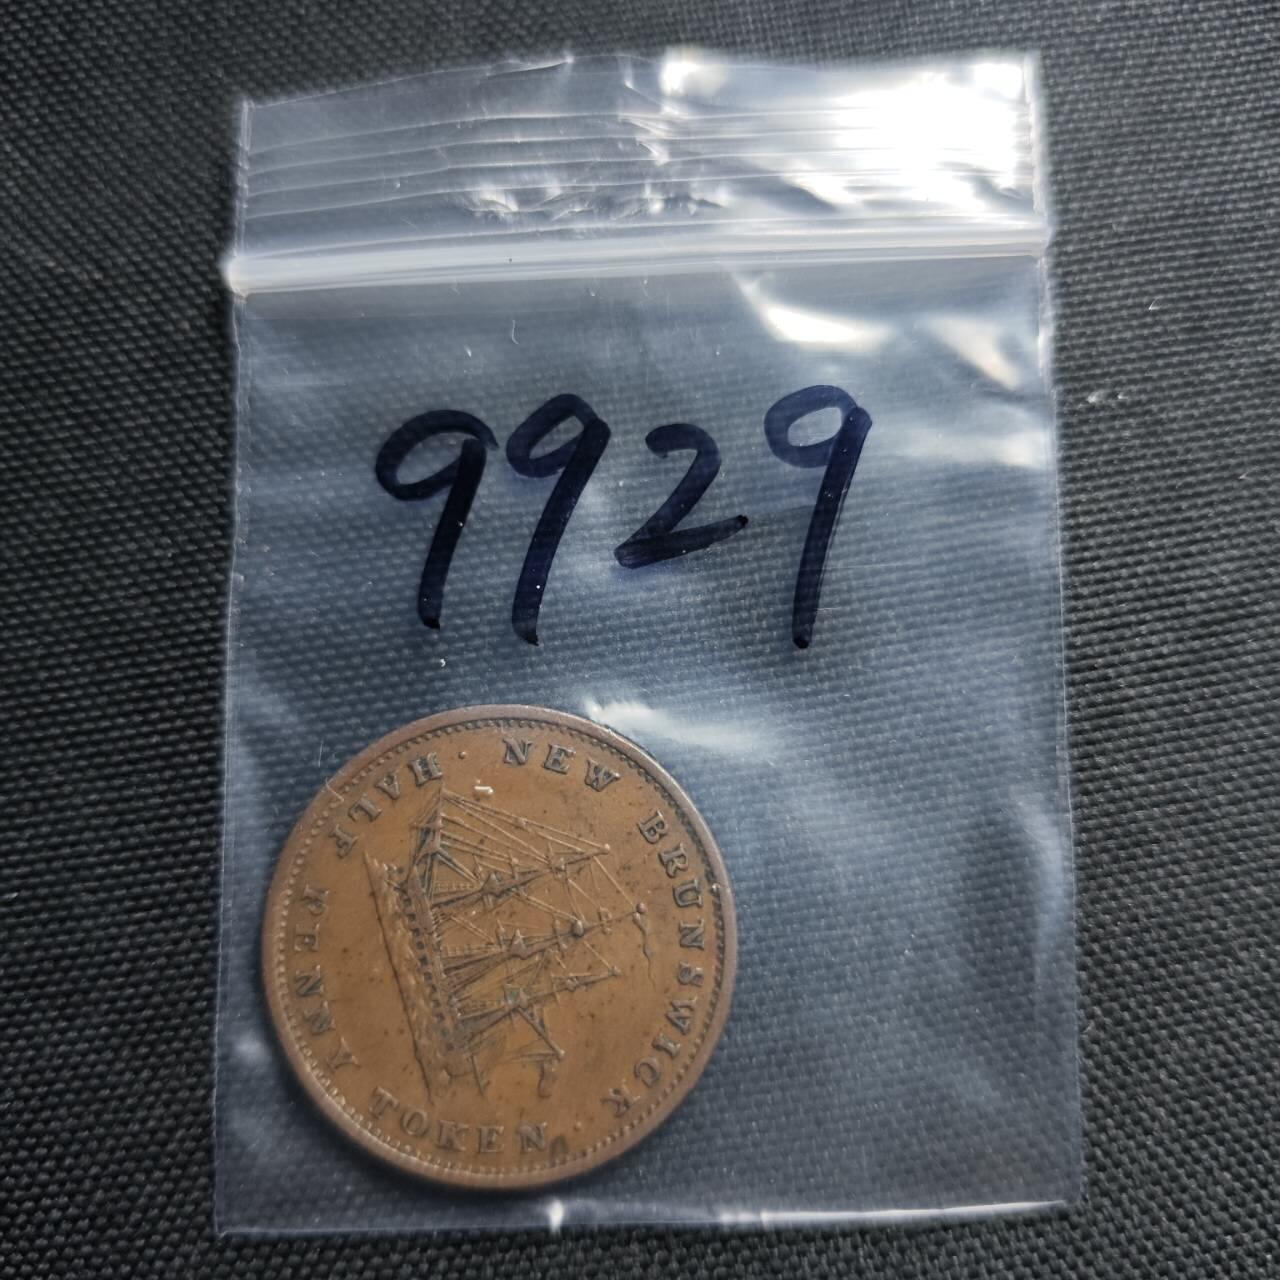 9929
NEW BRUNSWICK
HALF PENNY TOKEN